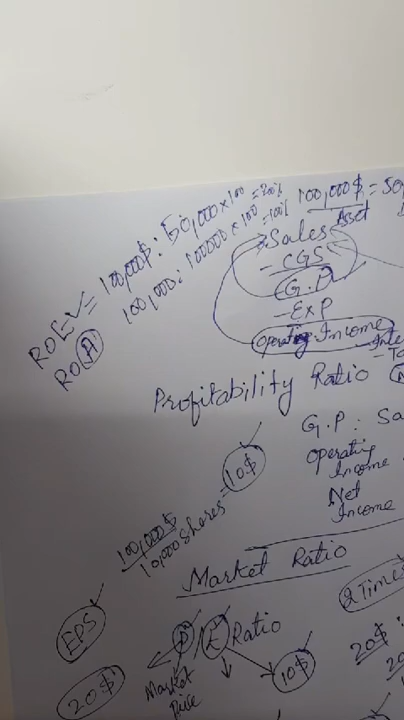 ROE✓ = 100,000$ : 50,000 × 100 = 200%
ROA 100,000 : 100000 × 100 = 100%
100,000$ = 50
Asset
Sales
- CGS
G.P
- Exp
Operating Income
Profitability Ratio
G.P : Sa
Operating
Income
Net
Income
100,000$
10,000 shares = 10$
Market Ratio
EPS
P/E Ratio
2 Times
20$
Market
Price
10$
20$ :
20